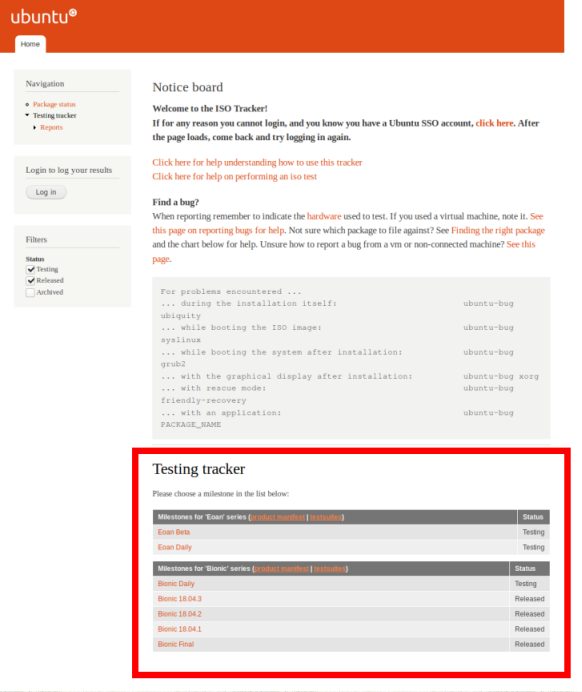 ubuntu
Home
Navigation
Package status
Testing tracker
Reports
Login to log your results
Log in
Filters
Status
Testing
Released
Archived
Notice board
Welcome to the ISO Tracker!
If for any reason you cannot login, and you know you have a Ubuntu SSO account, click here. After
the page loads, come back and try logging in again.
Click here for help understanding how to use this tracker
Click here for help on performing an iso test
Find a bug?
When reporting remember to indicate the hardware used to test. If you used a virtual machine, note it. See
this page on reporting bugs for help. Not sure which package to file against? See Finding the right package
and the chart below for help. Unsure how to report a bug from a vm or non-connected machine? See this
page.
For problems encountered ...
... during the installation itself: ubuntu-bug
ubiquity
... while booting the ISO image: ubuntu-bug
syslinux
... while booting the system after installation: ubuntu-bug
grub2
... with the graphical display after installation: ubuntu-bug xorg
... with rescue mode: ubuntu-bug
friendly-recovery
... with an application: ubuntu-bug
PACKAGE_NAME
Testing tracker
Please choose a milestone in the list below:
Milestones for 'Eoan' series (product manifest | testsuites) Status
Eoan Beta Testing
Eoan Daily Testing
Milestones for 'Bionic' series (product manifest | testsuites) Status
Bionic Daily Testing
Bionic 18.04.3 Released
Bionic 18.04.2 Released
Bionic 18.04.1 Released
Bionic Final Released